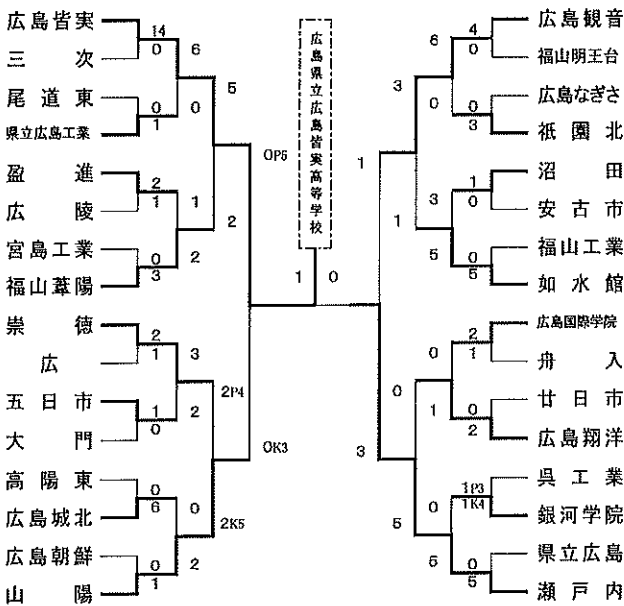 広島皆実
14
0
三次
6
尾道東
0
1
県立広島工業
0
5
盈進
2
1
広陵
1
宮島工業
0
3
福山葦陽
2
2
0P5
崇徳
2
1
広
3
五日市
1
0
大門
2
2P4
高陽東
0
6
広島城北
0
広島朝鮮
0
1
山陽
2
2K5
0K3
広島県立広島皆実高等学校
1
0
広島観音
4
0
福山明王台
6
広島なぎさ
0
3
祇園北
0
3
沼田
1
0
安古市
3
福山工業
0
5
如水館
5
1
1
広島国際学院
2
1
舟入
0
廿日市
0
2
広島翔洋
1
0
呉工業
1P3
1K4
銀河学院
0
県立広島
0
5
瀬戸内
5
5
3